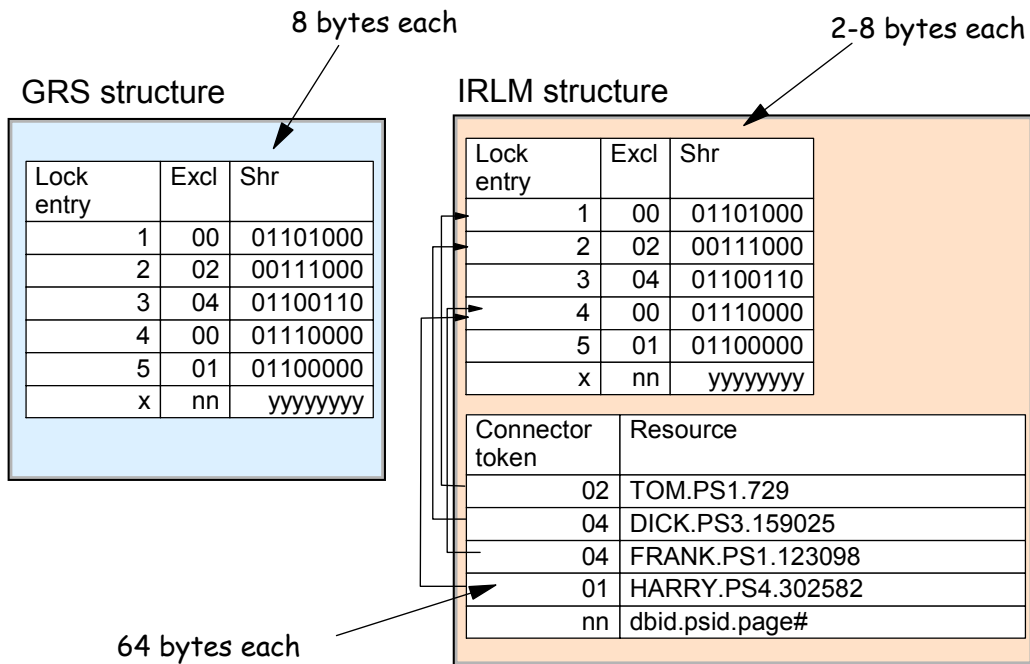 8 bytes each
2-8 bytes each
GRS structure
Lock entry Excl Shr
1 00 01101000
2 02 00111000
3 04 01100110
4 00 01110000
5 01 01100000
x nn yyyyyyyy
IRLM structure
Lock entry Excl Shr
1 00 01101000
2 02 00111000
3 04 01100110
4 00 01110000
5 01 01100000
x nn yyyyyyyy
Connector token Resource
02 TOM.PS1.729
04 DICK.PS3.159025
04 FRANK.PS1.123098
01 HARRY.PS4.302582
nn dbid.psid.page#
64 bytes each